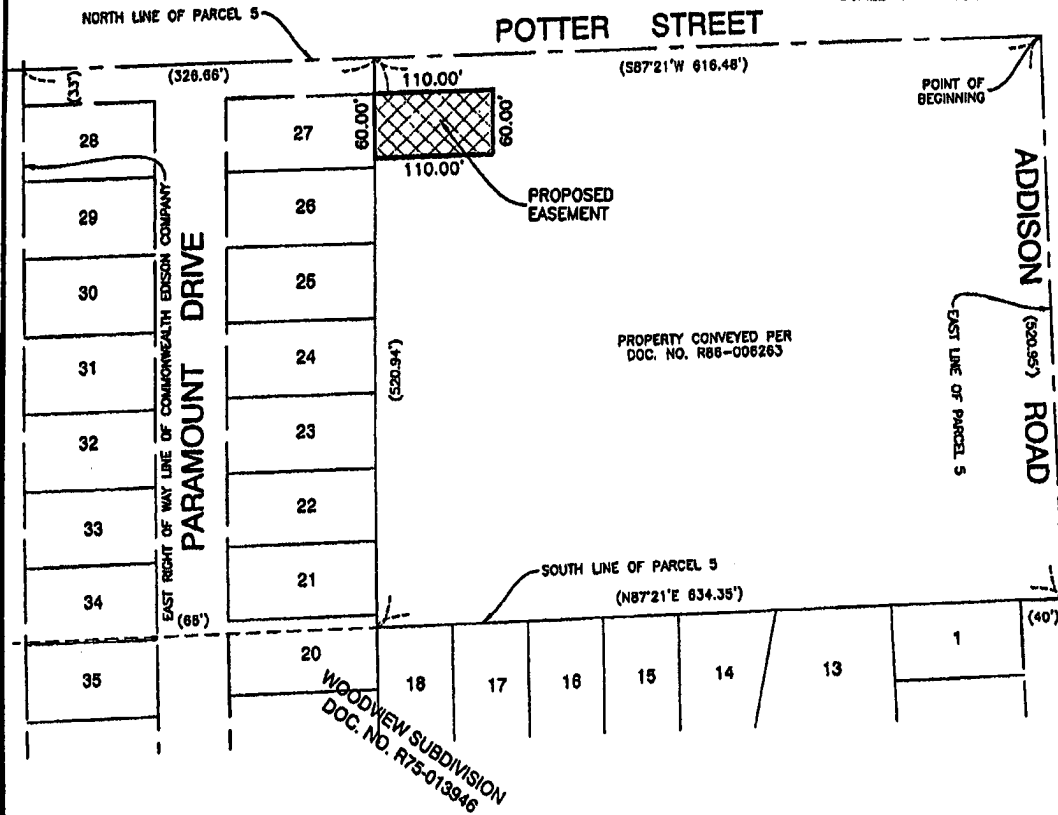 NORTH LINE OF PARCEL 5
POTTER STREET
(33')
(326.66')
110.00'
(S87°21'W 616.48')
POINT OF
BEGINNING
60.00'
60.00'
110.00'
PROPOSED
EASEMENT
28
29
30
31
32
33
34
35
EAST RIGHT OF WAY LINE OF COMMONWEALTH EDISON COMPANY
PARAMOUNT DRIVE
(66')
27
26
25
24
23
22
21
20
(520.94')
PROPERTY CONVEYED PER
DOC. NO. R86-006263
ADDISON ROAD
(520.95')
EAST LINE OF PARCEL 5
SOUTH LINE OF PARCEL 5
(N87°21'E 634.35')
(40')
18
17
16
15
14
13
1
WOODVIEW SUBDIVISION
DOC. NO. R75-013946